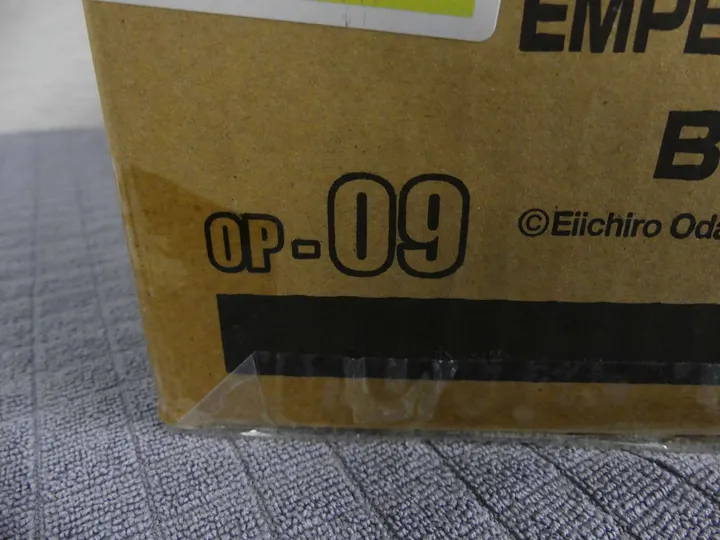 EMPE
B
OP-09
©Eiichiro Oda